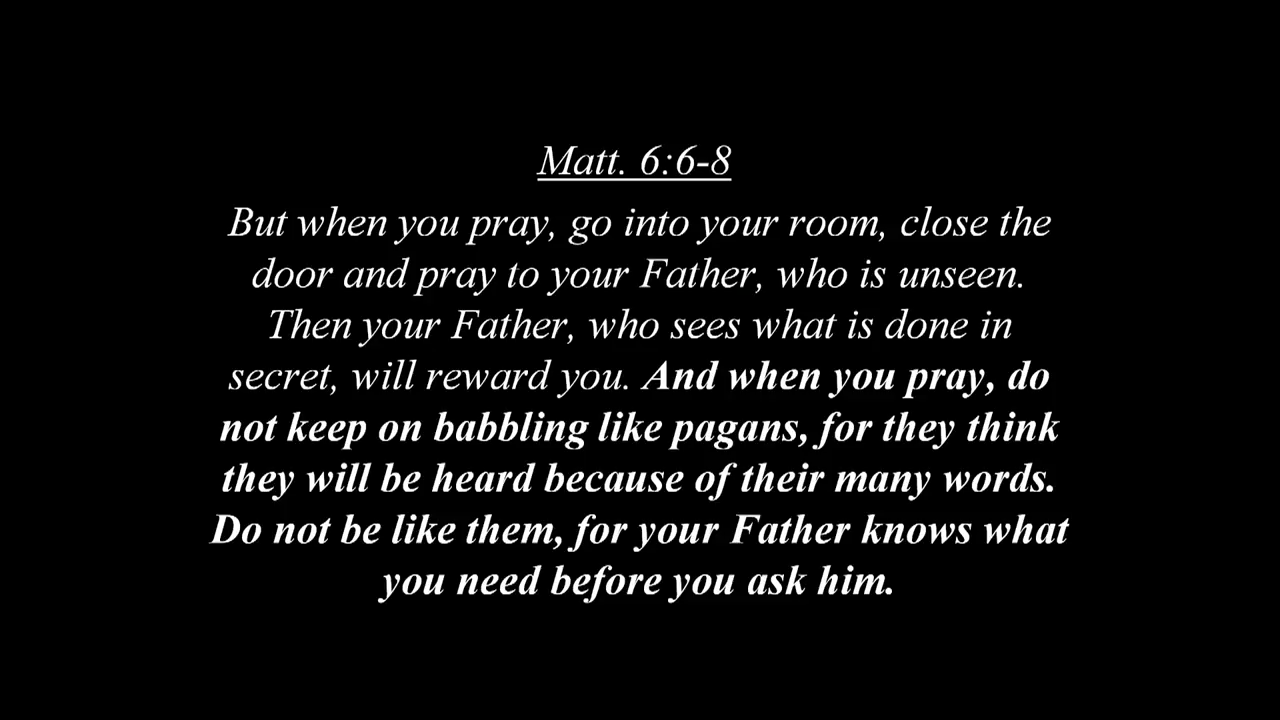 Matt. 6:6-8
But when you pray, go into your room, close the
door and pray to your Father, who is unseen.
Then your Father, who sees what is done in
secret, will reward you. And when you pray, do
not keep on babbling like pagans, for they think
they will be heard because of their many words.
Do not be like them, for your Father knows what
you need before you ask him.